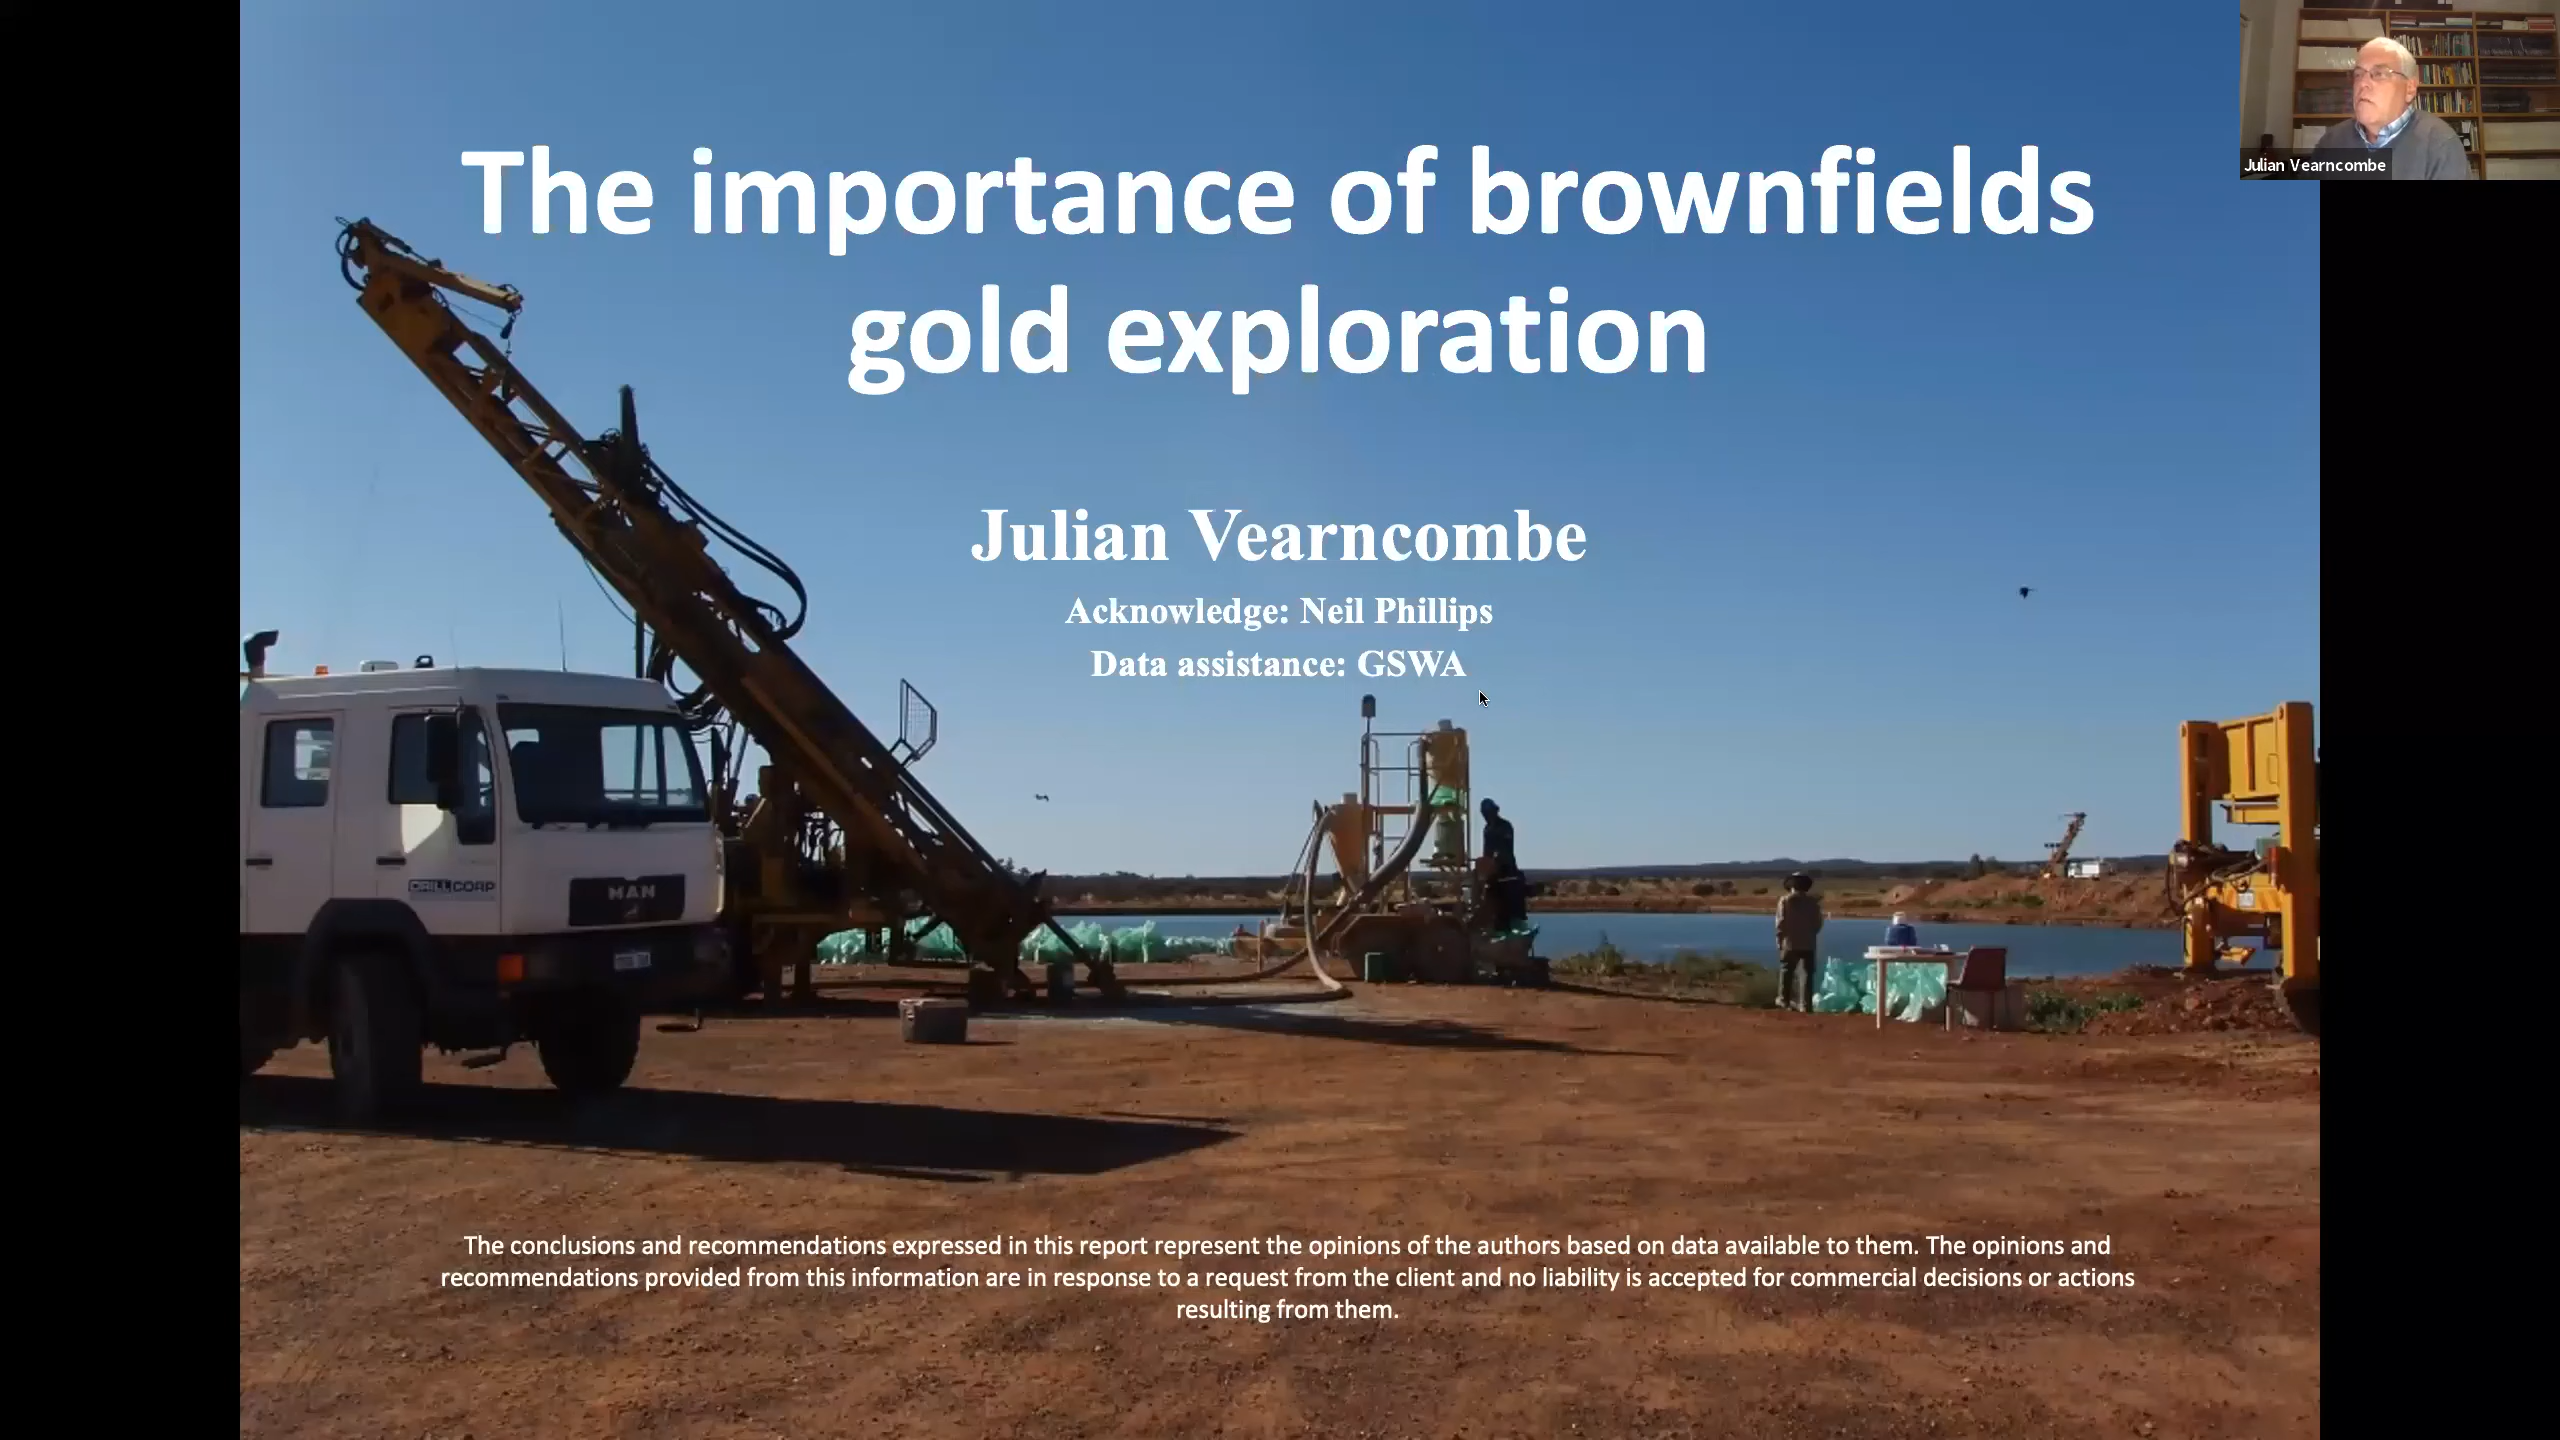 The importance of brownfields
gold exploration
Julian Vearncombe
Julian Vearncombe
Acknowledge: Neil Phillips
Data assistance: GSWA
DRILLCORP
MAN
The conclusions and recommendations expressed in this report represent the opinions of the authors based on data available to them. The opinions and
recommendations provided from this information are in response to a request from the client and no liability is accepted for commercial decisions or actions
resulting from them.